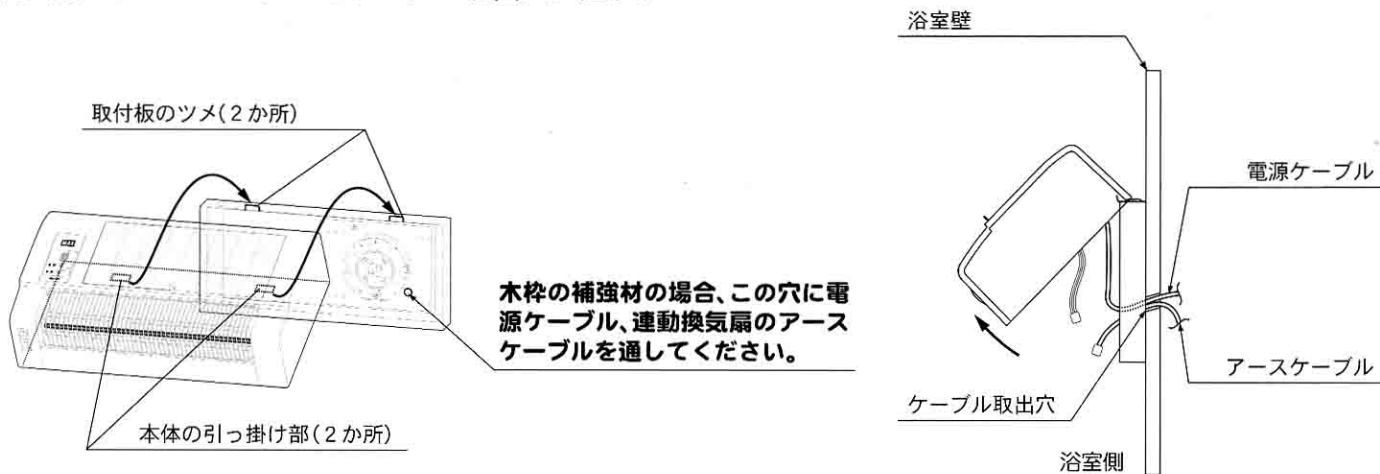 取付板のツメ(2か所)
木枠の補強材の場合、この穴に電
源ケーブル、連動換気扇のアース
ケーブルを通してください。
本体の引っ掛け部(2か所)
浴室壁
電源ケーブル
アースケーブル
ケーブル取出穴
浴室側